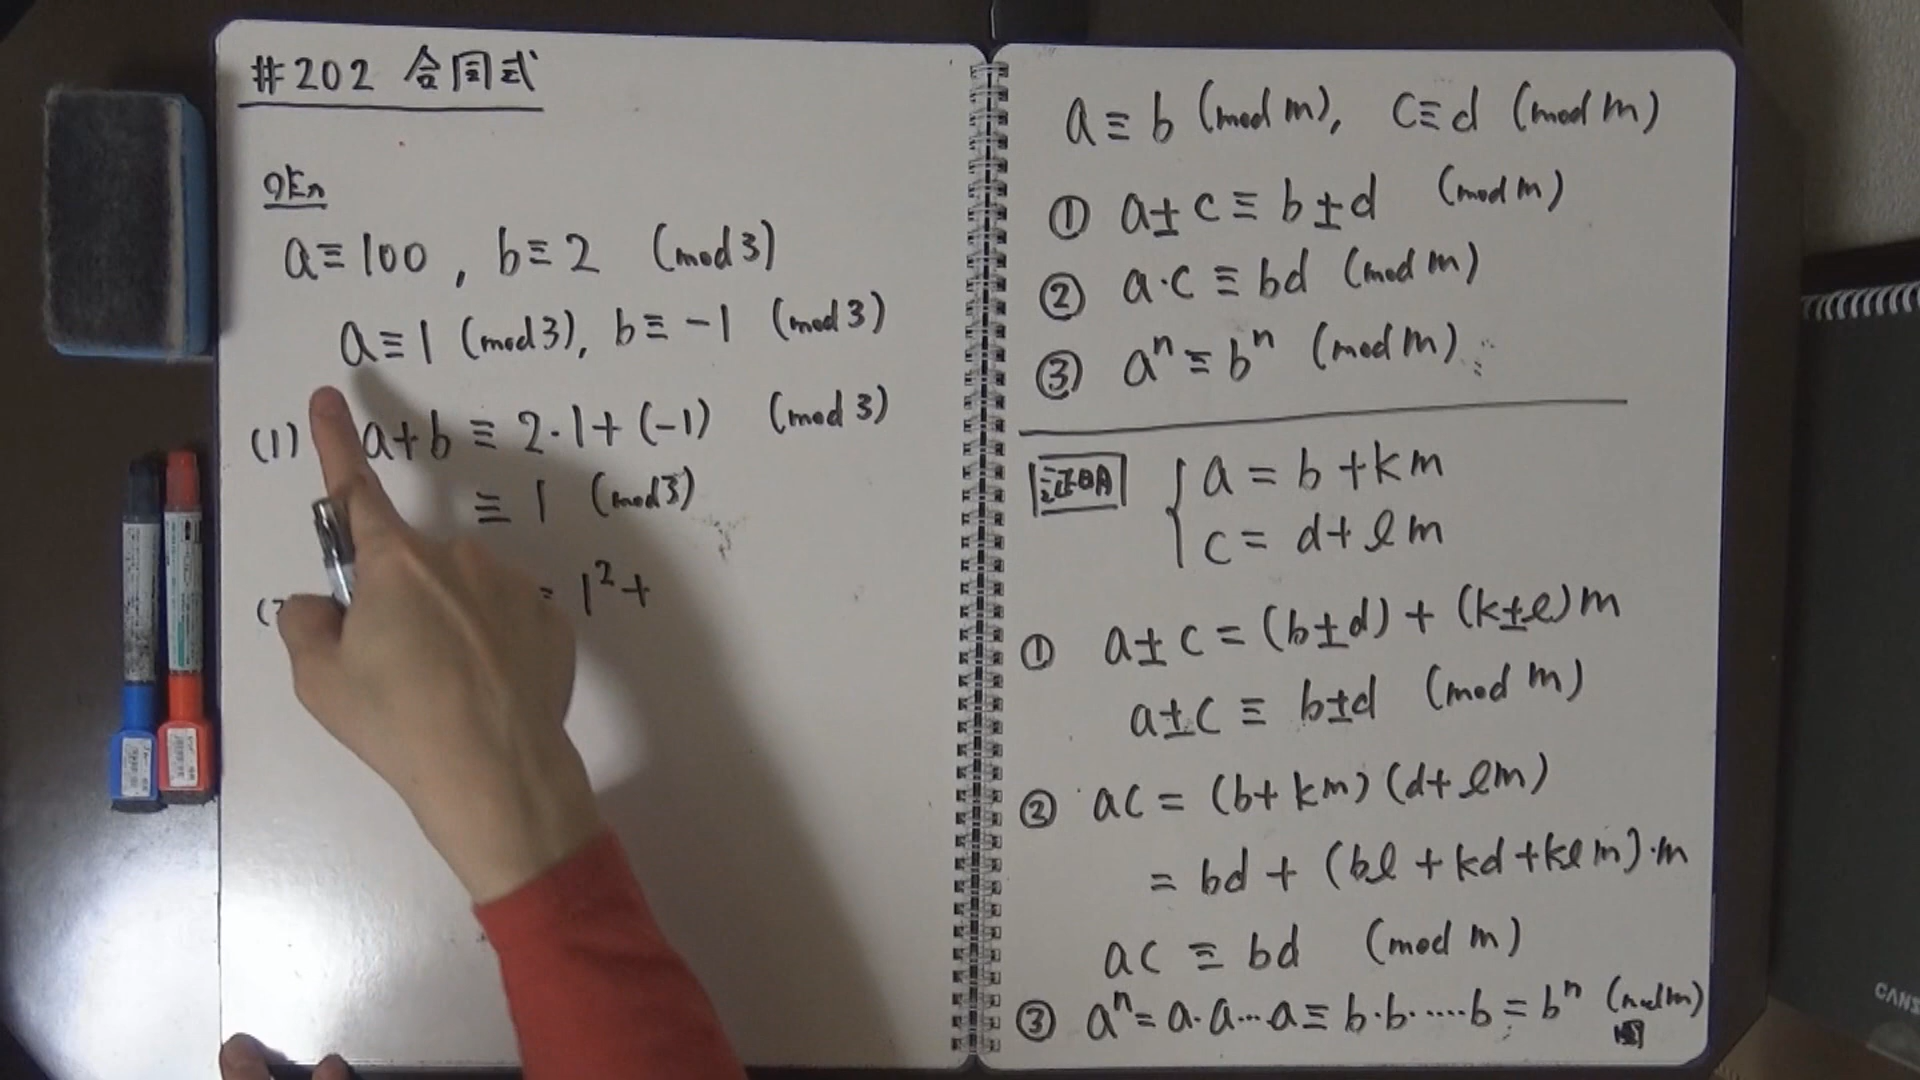 #202 合同式
a≡100 , b≡2 (mod 3)
a≡1 (mod 3), b≡-1 (mod 3)
(1) a+b ≡ 2·1+(-1) (mod 3)
≡ 1 (mod 3)
1²+
a≡b (mod m), c≡d (mod m)
① a±c≡b±d (mod m)
② a·c≡bd (mod m)
③ aⁿ≡bⁿ (mod m)
証明 { a=b+km
c=d+ℓm
① a±c=(b±d)+(k±ℓ)m
a±c≡b±d (mod m)
② ac=(b+km)(d+ℓm)
=bd+(bℓ+kd+kℓm)·m
ac≡bd (mod m)
③ aⁿ=a·a…a≡b·b·…·b=bⁿ (mod m)
CANS